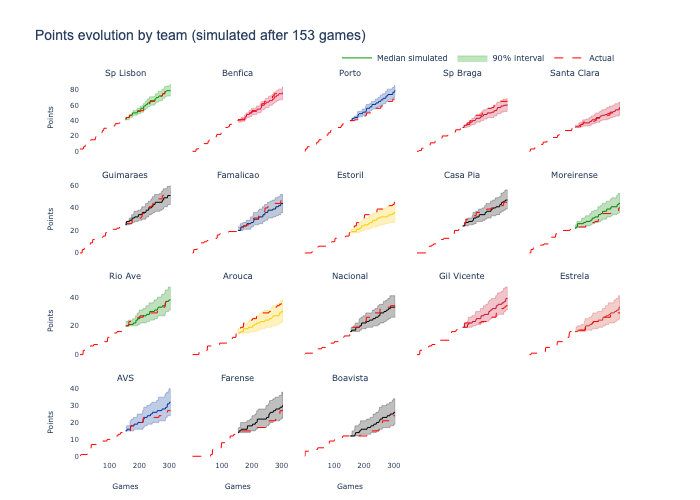 Points evolution by team (simulated after 153 games)
Median simulated 90% interval Actual
Sp Lisbon Benfica Porto Sp Braga Santa Clara
80
60
40
20
0
Points
Guimaraes Famalicao Estoril Casa Pia Moreirense
60
40
20
0
Points
Rio Ave Arouca Nacional Gil Vicente Estrela
40
20
0
Points
AVS Farense Boavista
40
30
20
10
0
Points
100 200 300 100 200 300 100 200 300
Games Games Games